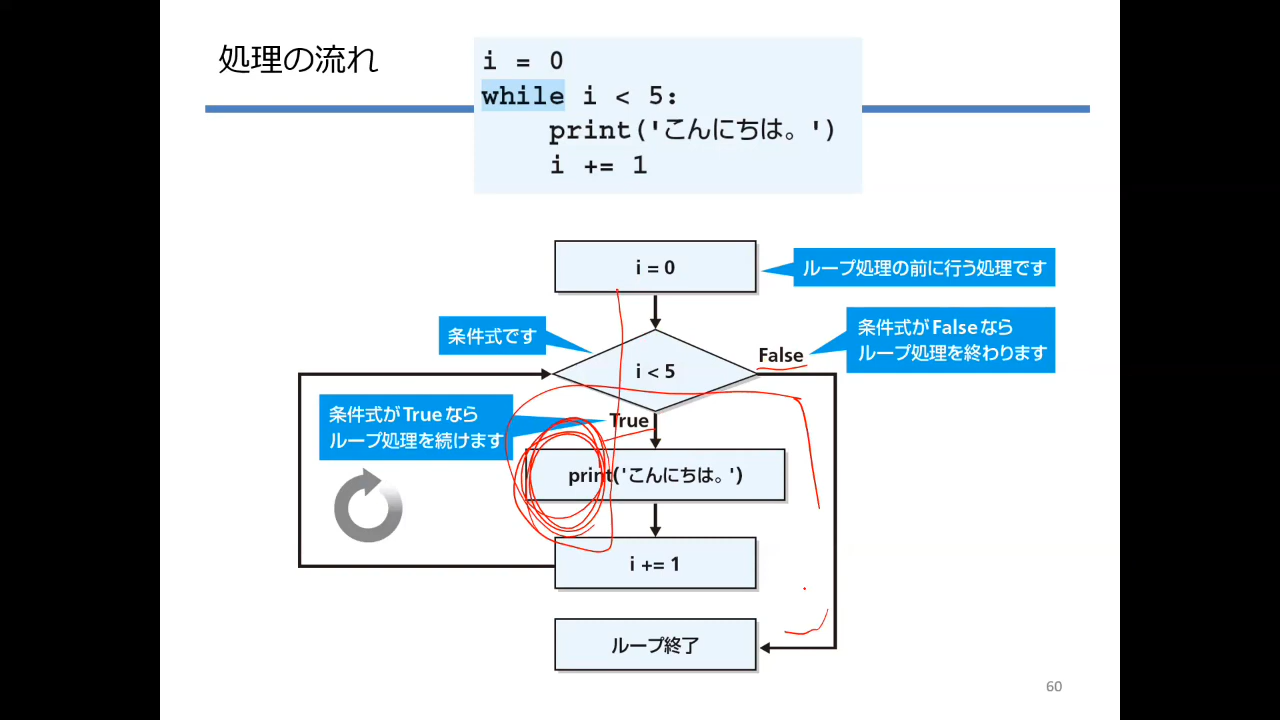 処理の流れ
i = 0
while i < 5:
print('こんにちは。')
i += 1
i = 0
ループ処理の前に行う処理です
条件式です
i < 5
False
条件式がFalseなら
ループ処理を終わります
条件式がTrueなら
ループ処理を続けます
True
print('こんにちは。')
i += 1
ループ終了
60